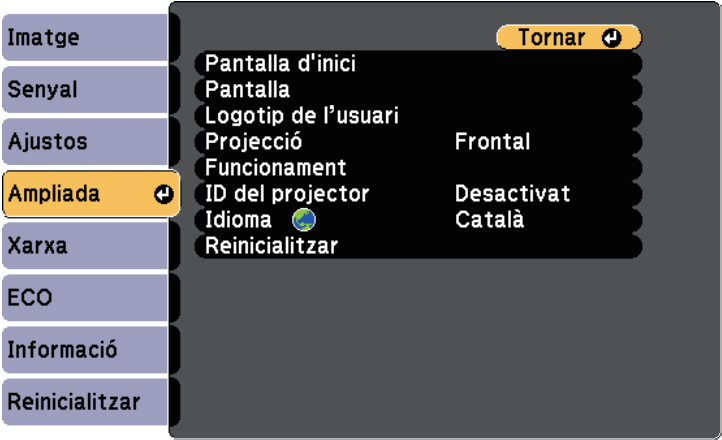 Imatge
Senyal
Ajustos
Ampliada
Xarxa
ECO
Informació
Reinicialitzar
Tornar
Pantalla d'inici
Pantalla
Logotip de l’usuari
Projecció Frontal
Funcionament
ID del projector Desactivat
Idioma Català
Reinicialitzar